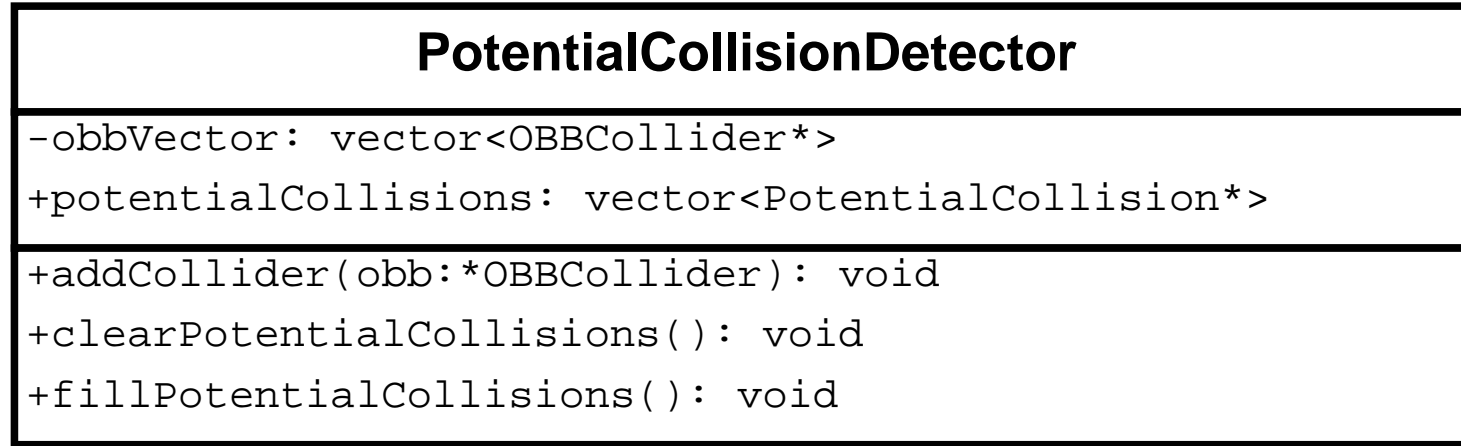 PotentialCollisionDetector
-obbVector: vector<OBBCollider*>
+potentialCollisions: vector<PotentialCollision*>
+addCollider(obb:*OBBCollider): void
+clearPotentialCollisions(): void
+fillPotentialCollisions(): void